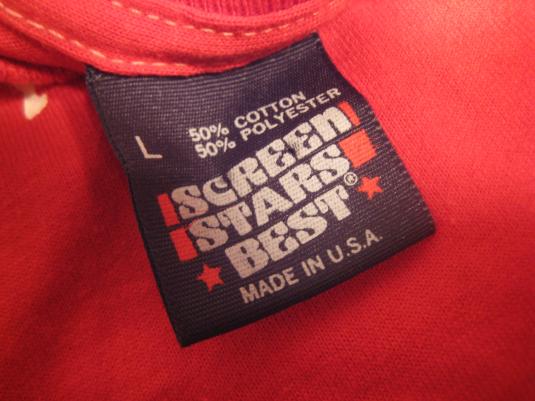 L
50% COTTON
50% POLYESTER
SCREEN
STARS
BEST®
MADE IN U.S.A.